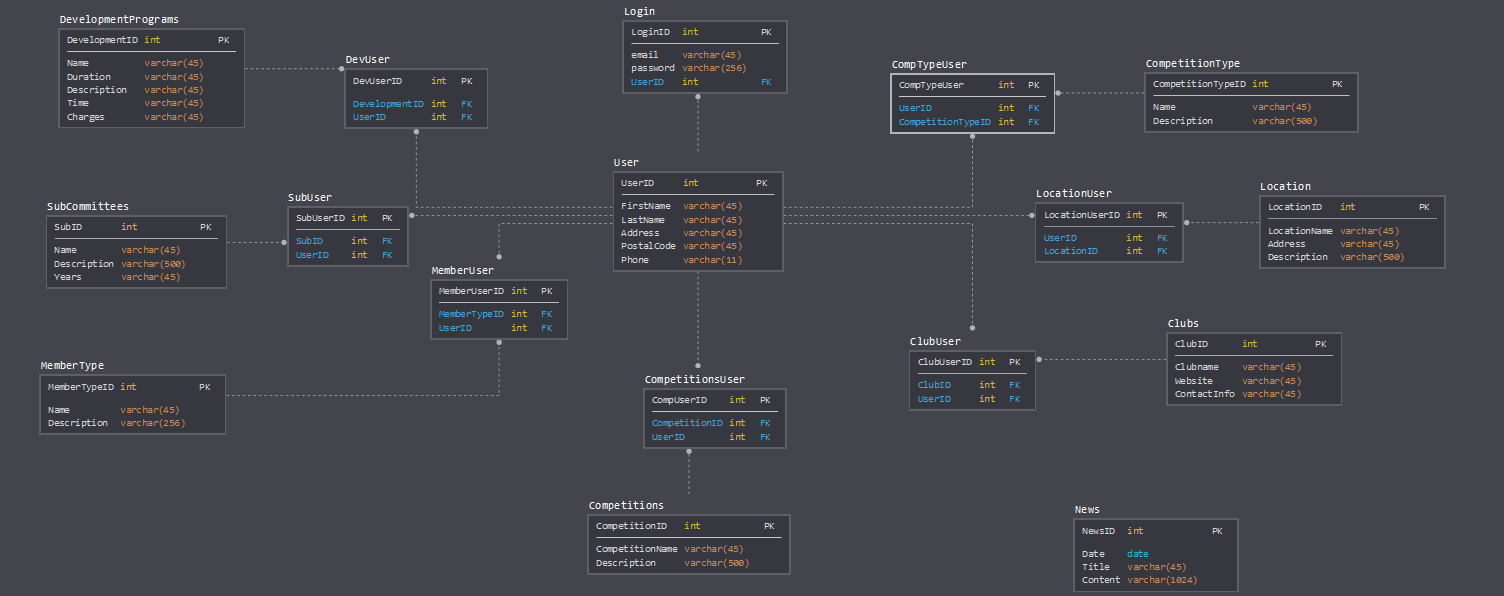 DevelopmentPrograms
DevelopmentID int PK
Name varchar(45)
Duration varchar(45)
Description varchar(45)
Time varchar(45)
Charges varchar(45)
DevUser
DevUserID int PK
DevelopmentID int FK
UserID int FK
Login
LoginID int PK
email varchar(45)
password varchar(256)
UserID int FK
CompTypeUser
CompTypeUser int PK
UserID int FK
CompetitionTypeID int FK
CompetitionType
CompetitionTypeID int PK
Name varchar(45)
Description varchar(500)
User
UserID int PK
FirstName varchar(45)
LastName varchar(45)
Address varchar(45)
PostalCode varchar(45)
Phone varchar(11)
SubCommittees
SubID int PK
Name varchar(45)
Description varchar(500)
Years varchar(45)
SubUser
SubUserID int PK
SubID int FK
UserID int FK
LocationUser
LocationUserID int PK
UserID int FK
LocationID int FK
Location
LocationID int PK
LocationName varchar(45)
Address varchar(45)
Description varchar(500)
MemberUser
MemberUserID int PK
MemberTypeID int FK
UserID int FK
MemberType
MemberTypeID int PK
Name varchar(45)
Description varchar(256)
CompetitionsUser
CompUserID int PK
CompetitionID int FK
UserID int FK
ClubUser
ClubUserID int PK
ClubID int FK
UserID int FK
Clubs
ClubID int PK
Clubname varchar(45)
Website varchar(45)
ContactInfo varchar(45)
Competitions
CompetitionID int PK
CompetitionName varchar(45)
Description varchar(500)
News
NewsID int PK
Date date
Title varchar(45)
Content varchar(1024)